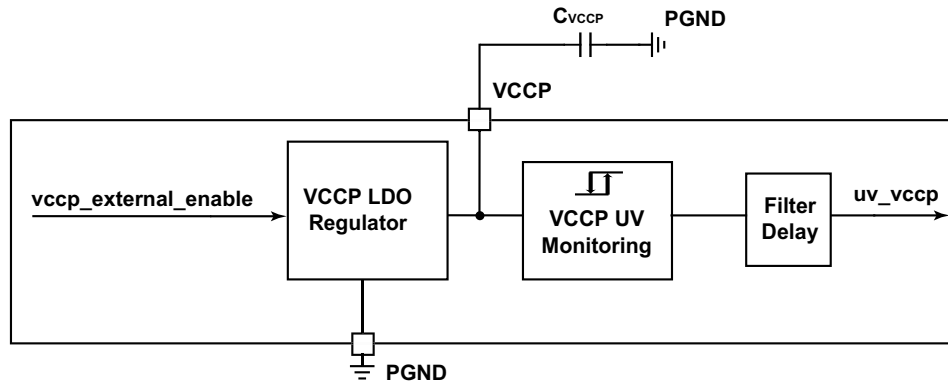 CVCCP
PGND
VCCP
vccp_external_enable
VCCP LDO
Regulator
VCCP UV
Monitoring
Filter
Delay
uv_vccp
PGND